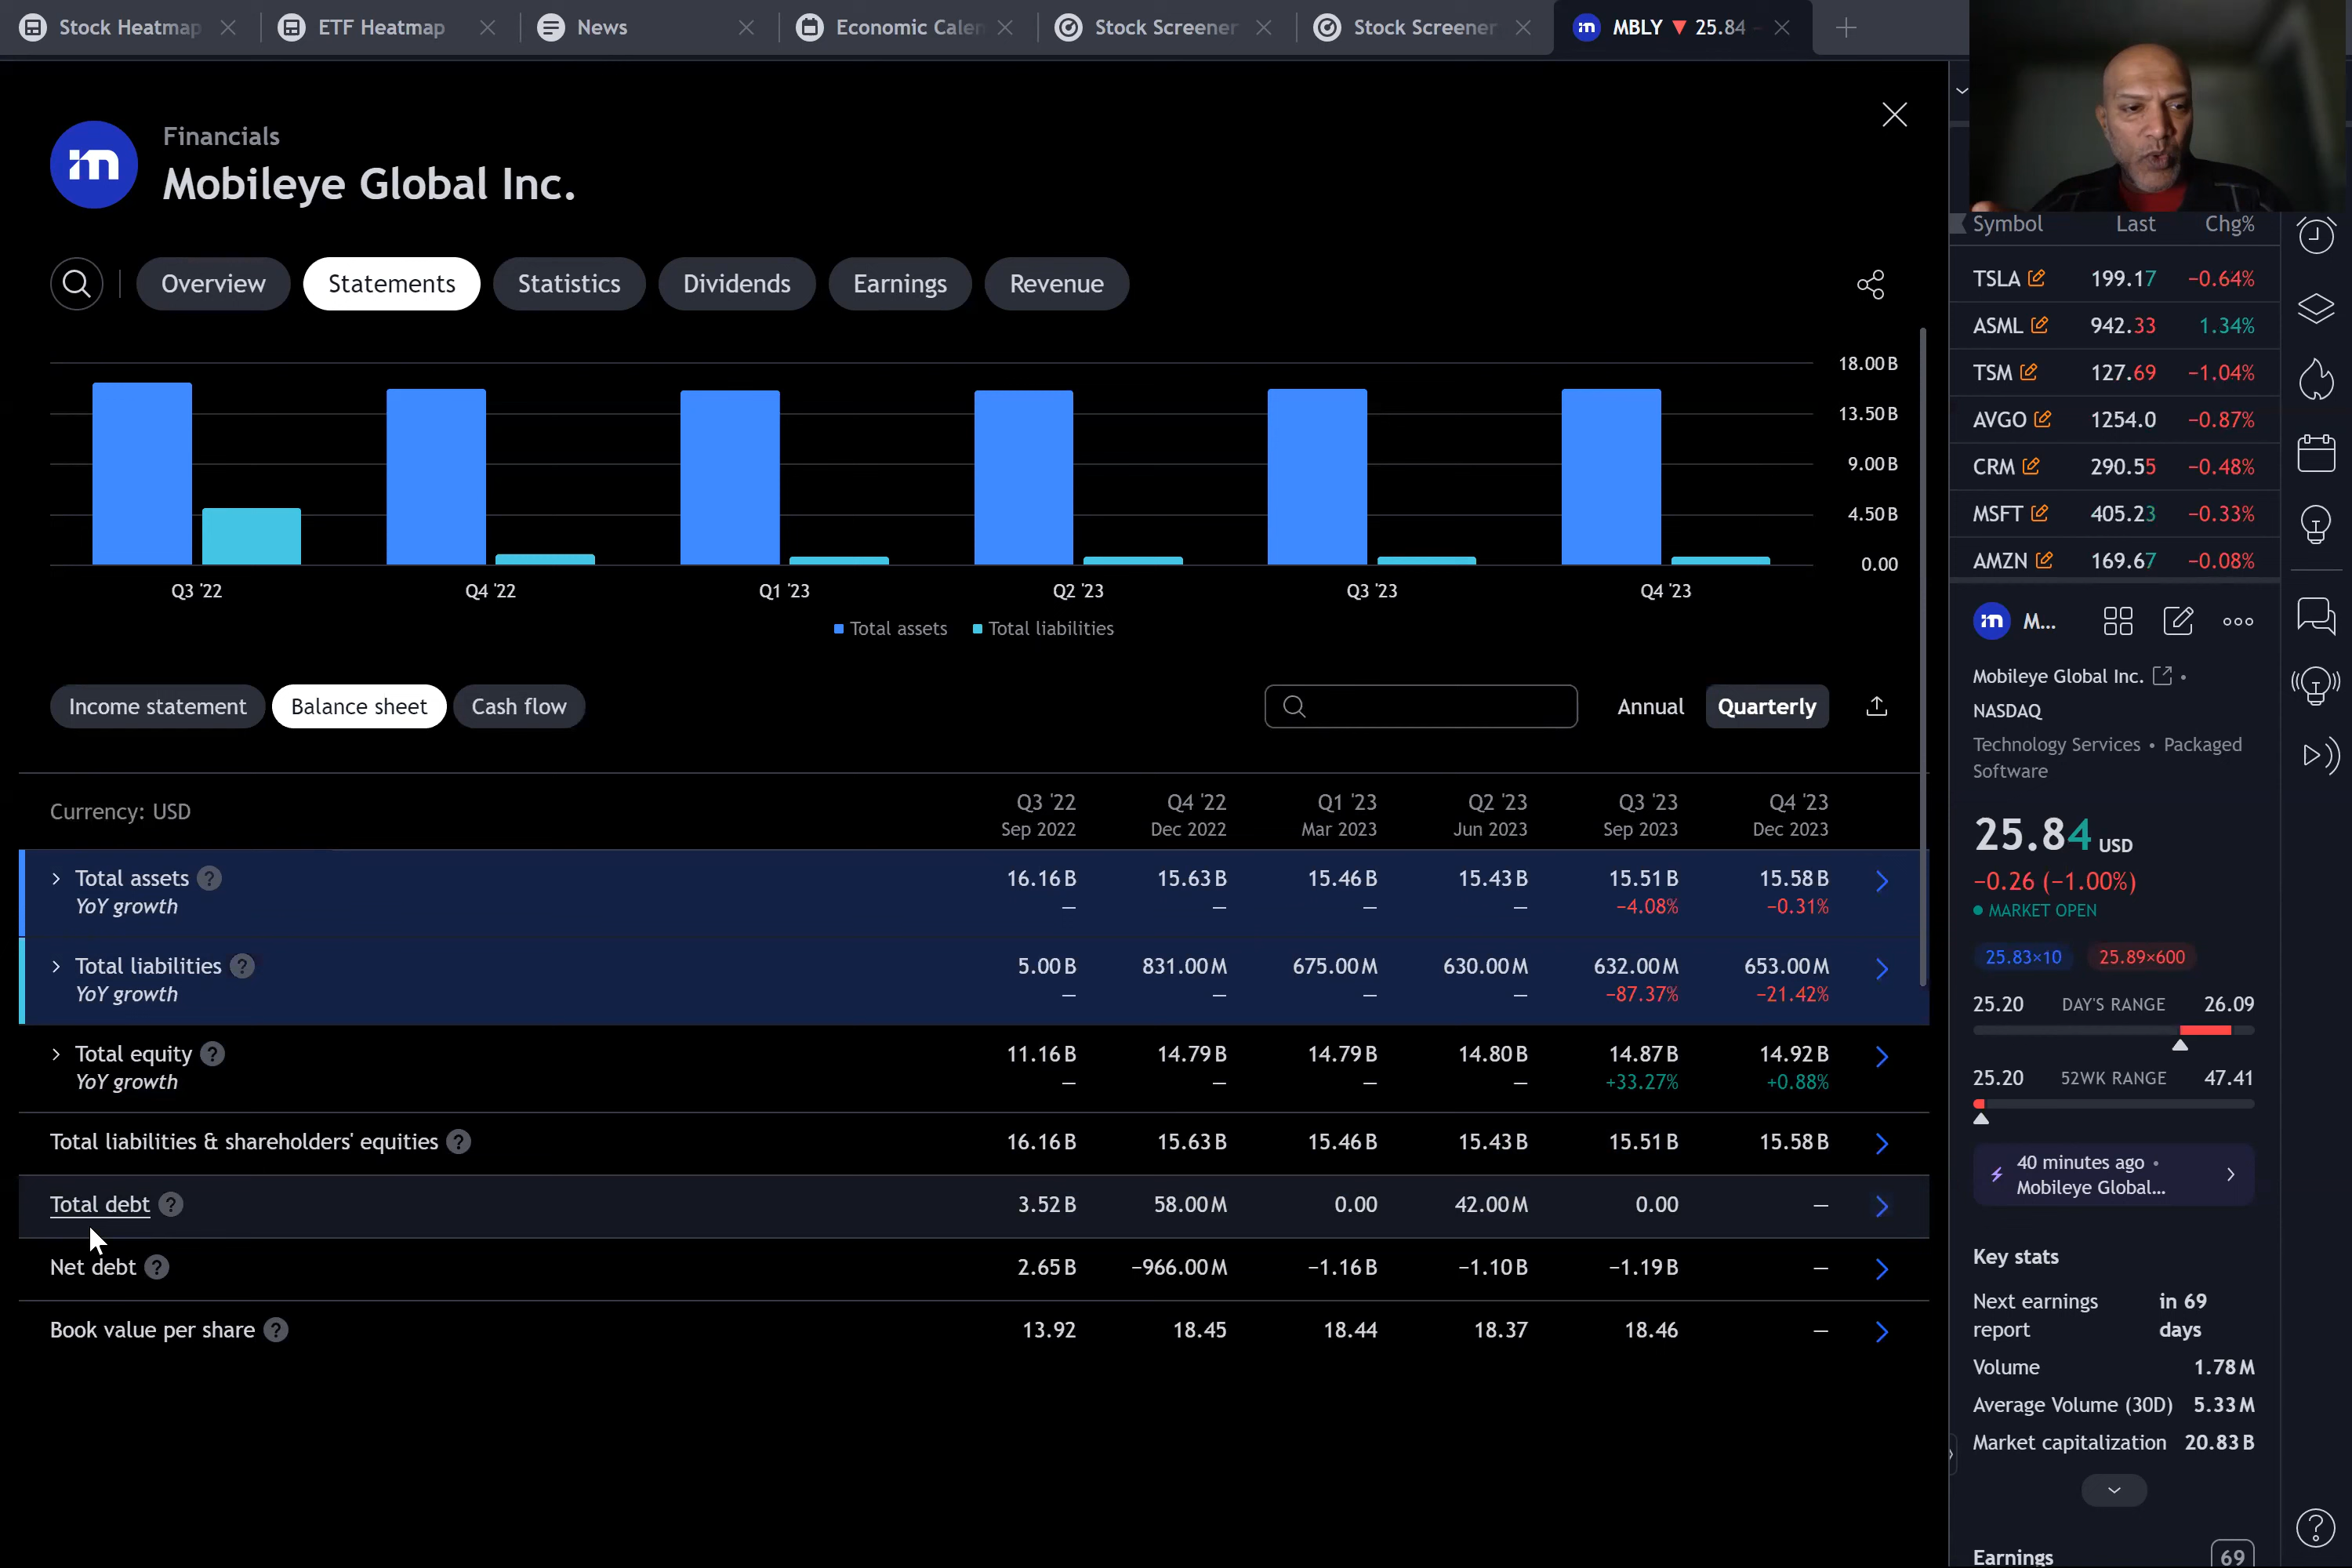 Stock Heatmap
ETF Heatmap
News
Economic Calen
Stock Screener
Stock Screener
MBLY ▼ 25.84
Financials
Mobileye Global Inc.
Overview
Statements
Statistics
Dividends
Earnings
Revenue
18.00 B
13.50 B
9.00 B
4.50 B
0.00
Q3 '22
Q4 '22
Q1 '23
Q2 '23
Q3 '23
Q4 '23
Total assets
Total liabilities
Income statement
Balance sheet
Cash flow
Annual
Quarterly
Currency: USD
Q3 '22 Q4 '22 Q1 '23 Q2 '23 Q3 '23 Q4 '23
Sep 2022 Dec 2022 Mar 2023 Jun 2023 Sep 2023 Dec 2023
Total assets ? 16.16 B 15.63 B 15.46 B 15.43 B 15.51 B 15.58 B
YoY growth — — — — −4.08% −0.31%
Total liabilities ? 5.00 B 831.00 M 675.00 M 630.00 M 632.00 M 653.00 M
YoY growth — — — — −87.37% −21.42%
Total equity ? 11.16 B 14.79 B 14.79 B 14.80 B 14.87 B 14.92 B
YoY growth — — — — +33.27% +0.88%
Total liabilities & shareholders' equities ? 16.16 B 15.63 B 15.46 B 15.43 B 15.51 B 15.58 B
Total debt ? 3.52 B 58.00 M 0.00 42.00 M 0.00 —
Net debt ? 2.65 B −966.00 M −1.16 B −1.10 B −1.19 B —
Book value per share ? 13.92 18.45 18.44 18.37 18.46 —
Symbol Last Chg%
TSLA 199.17 −0.64%
ASML 942.33 1.34%
TSM 127.69 −1.04%
AVGO 1254.0 −0.87%
CRM 290.55 −0.48%
MSFT 405.23 −0.33%
AMZN 169.67 −0.08%
M...
Mobileye Global Inc. •
NASDAQ
Technology Services • Packaged
Software
25.84 USD
−0.26 (−1.00%)
MARKET OPEN
25.83×10 25.89×600
25.20 DAY'S RANGE 26.09
25.20 52WK RANGE 47.41
40 minutes ago •
Mobileye Global...
Key stats
Next earnings in 69
report days
Volume 1.78 M
Average Volume (30D) 5.33 M
Market capitalization 20.83 B
Earnings 69